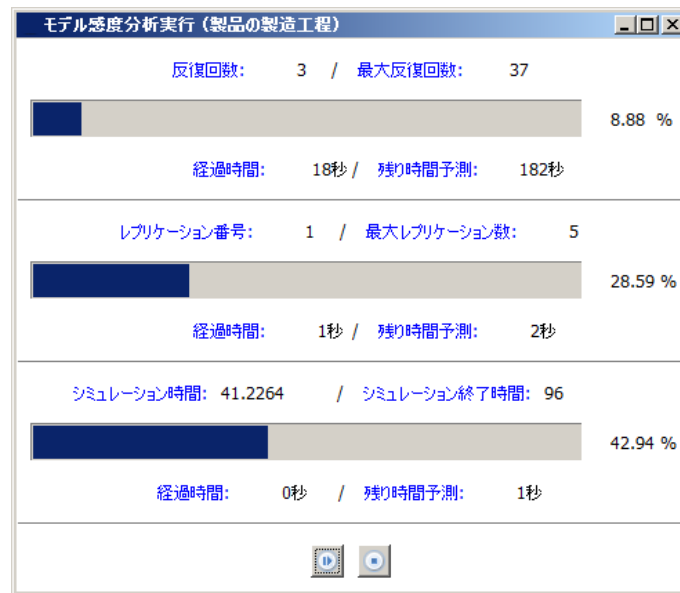 モデル感度分析実行（製品の製造工程）
反復回数: 3 / 最大反復回数: 37
8.88 %
経過時間: 18秒 / 残り時間予測: 182秒
レプリケーション番号: 1 / 最大レプリケーション数: 5
28.59 %
経過時間: 1秒 / 残り時間予測: 2秒
シミュレーション時間: 41.2264 / シミュレーション終了時間: 96
42.94 %
経過時間: 0秒 / 残り時間予測: 1秒